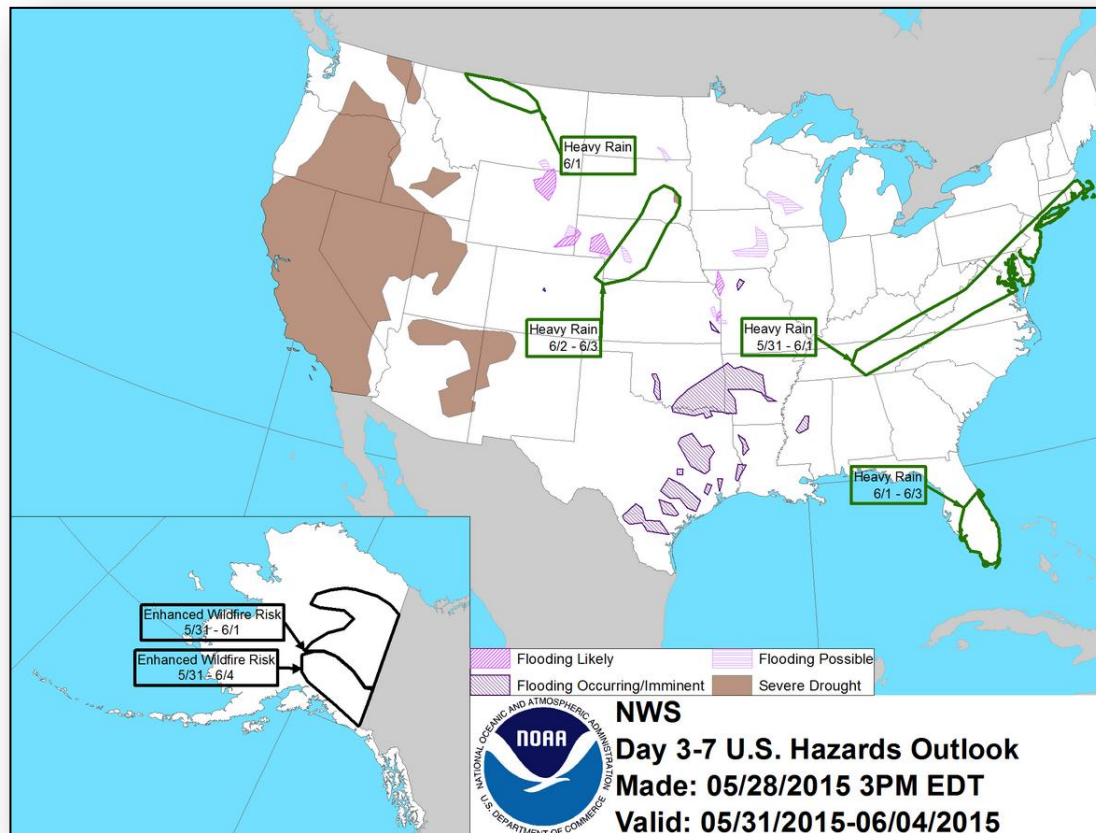 Heavy Rain
6/1
Heavy Rain
6/2 - 6/3
Heavy Rain
5/31 - 6/1
Heavy Rain
6/1 - 6/3
Enhanced Wildfire Risk
5/31 - 6/1
Enhanced Wildfire Risk
5/31 - 6/4
Flooding Likely
Flooding Possible
Flooding Occurring/Imminent
Severe Drought
NATIONAL OCEANIC AND ATMOSPHERIC ADMINISTRATION
NOAA
U.S. DEPARTMENT OF COMMERCE
NWS
Day 3-7 U.S. Hazards Outlook
Made: 05/28/2015 3PM EDT
Valid: 05/31/2015-06/04/2015